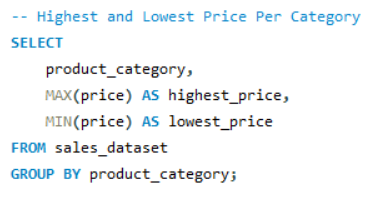 -- Highest and Lowest Price Per Category
SELECT
    product_category,
    MAX(price) AS highest_price,
    MIN(price) AS lowest_price
FROM sales_dataset
GROUP BY product_category;